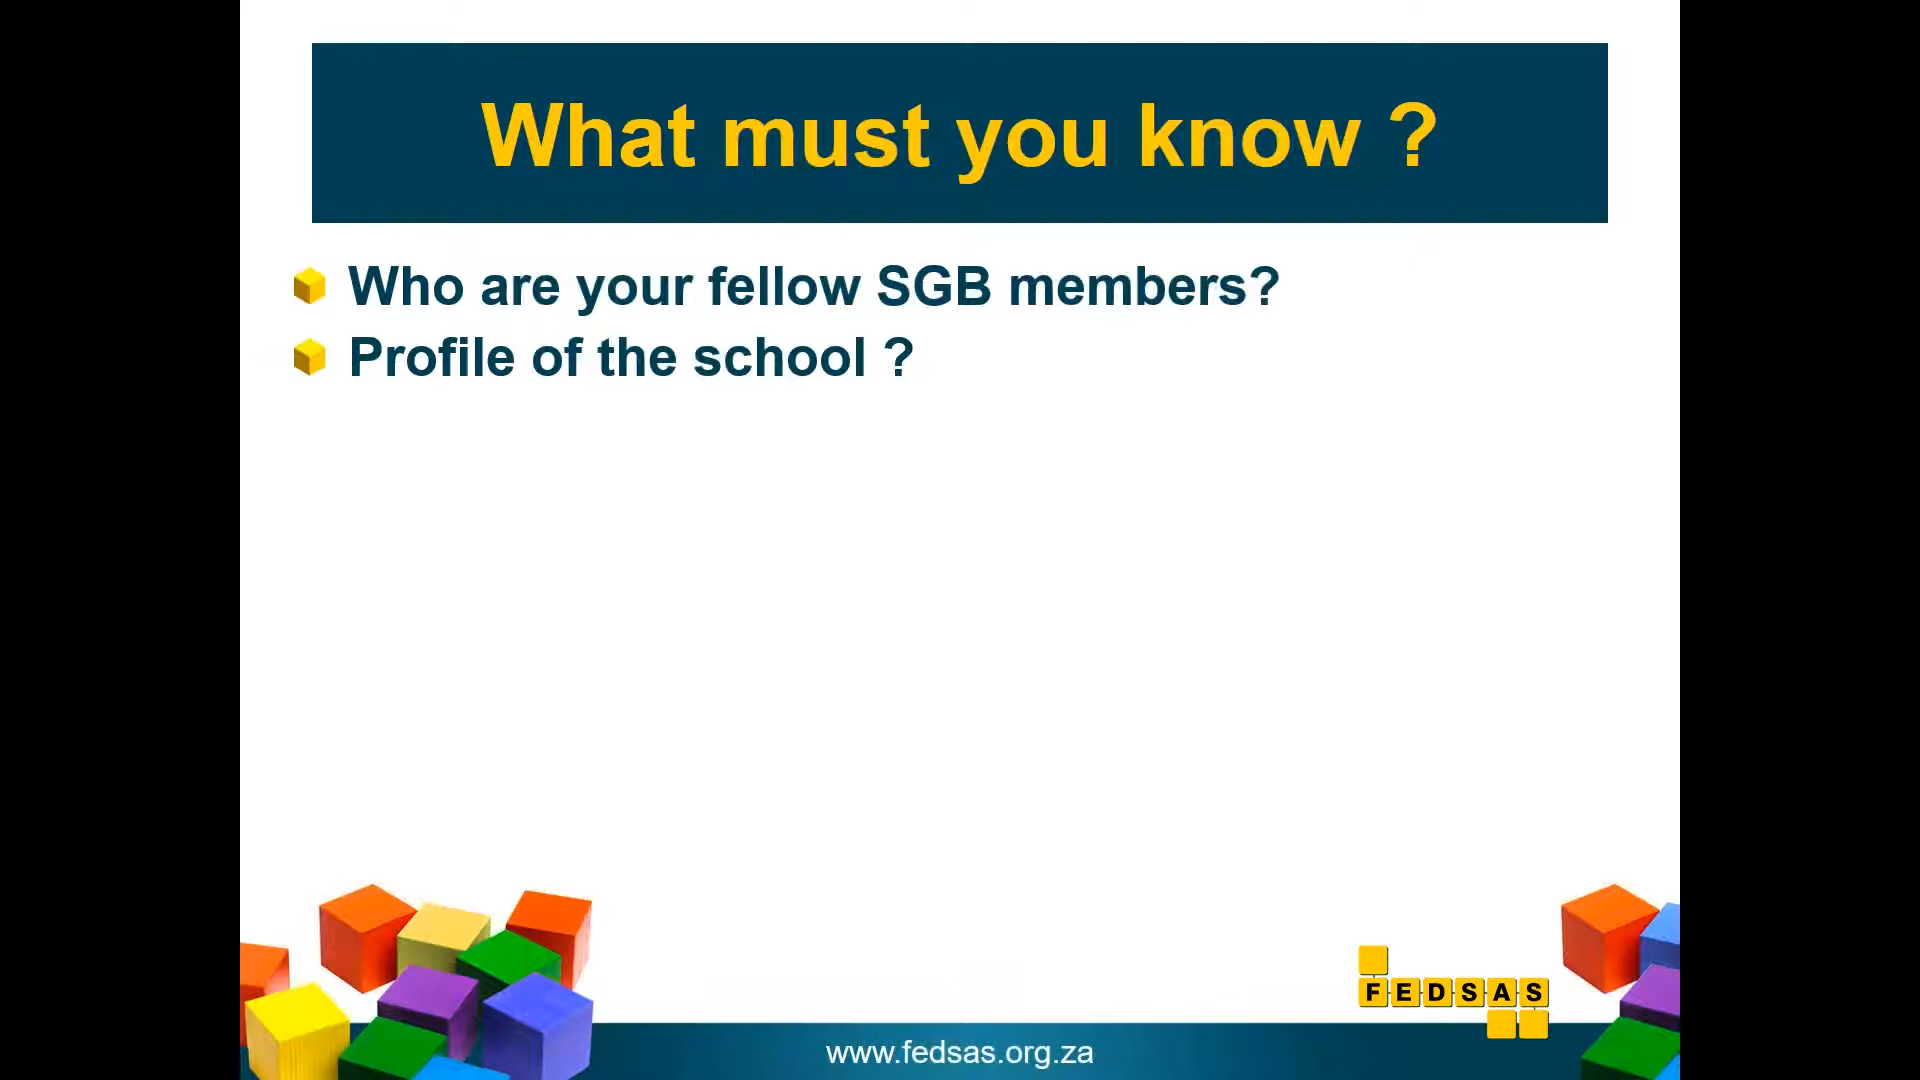 What must you know ?
Who are your fellow SGB members?
Profile of the school ?
FEDSAS
www.fedsas.org.za